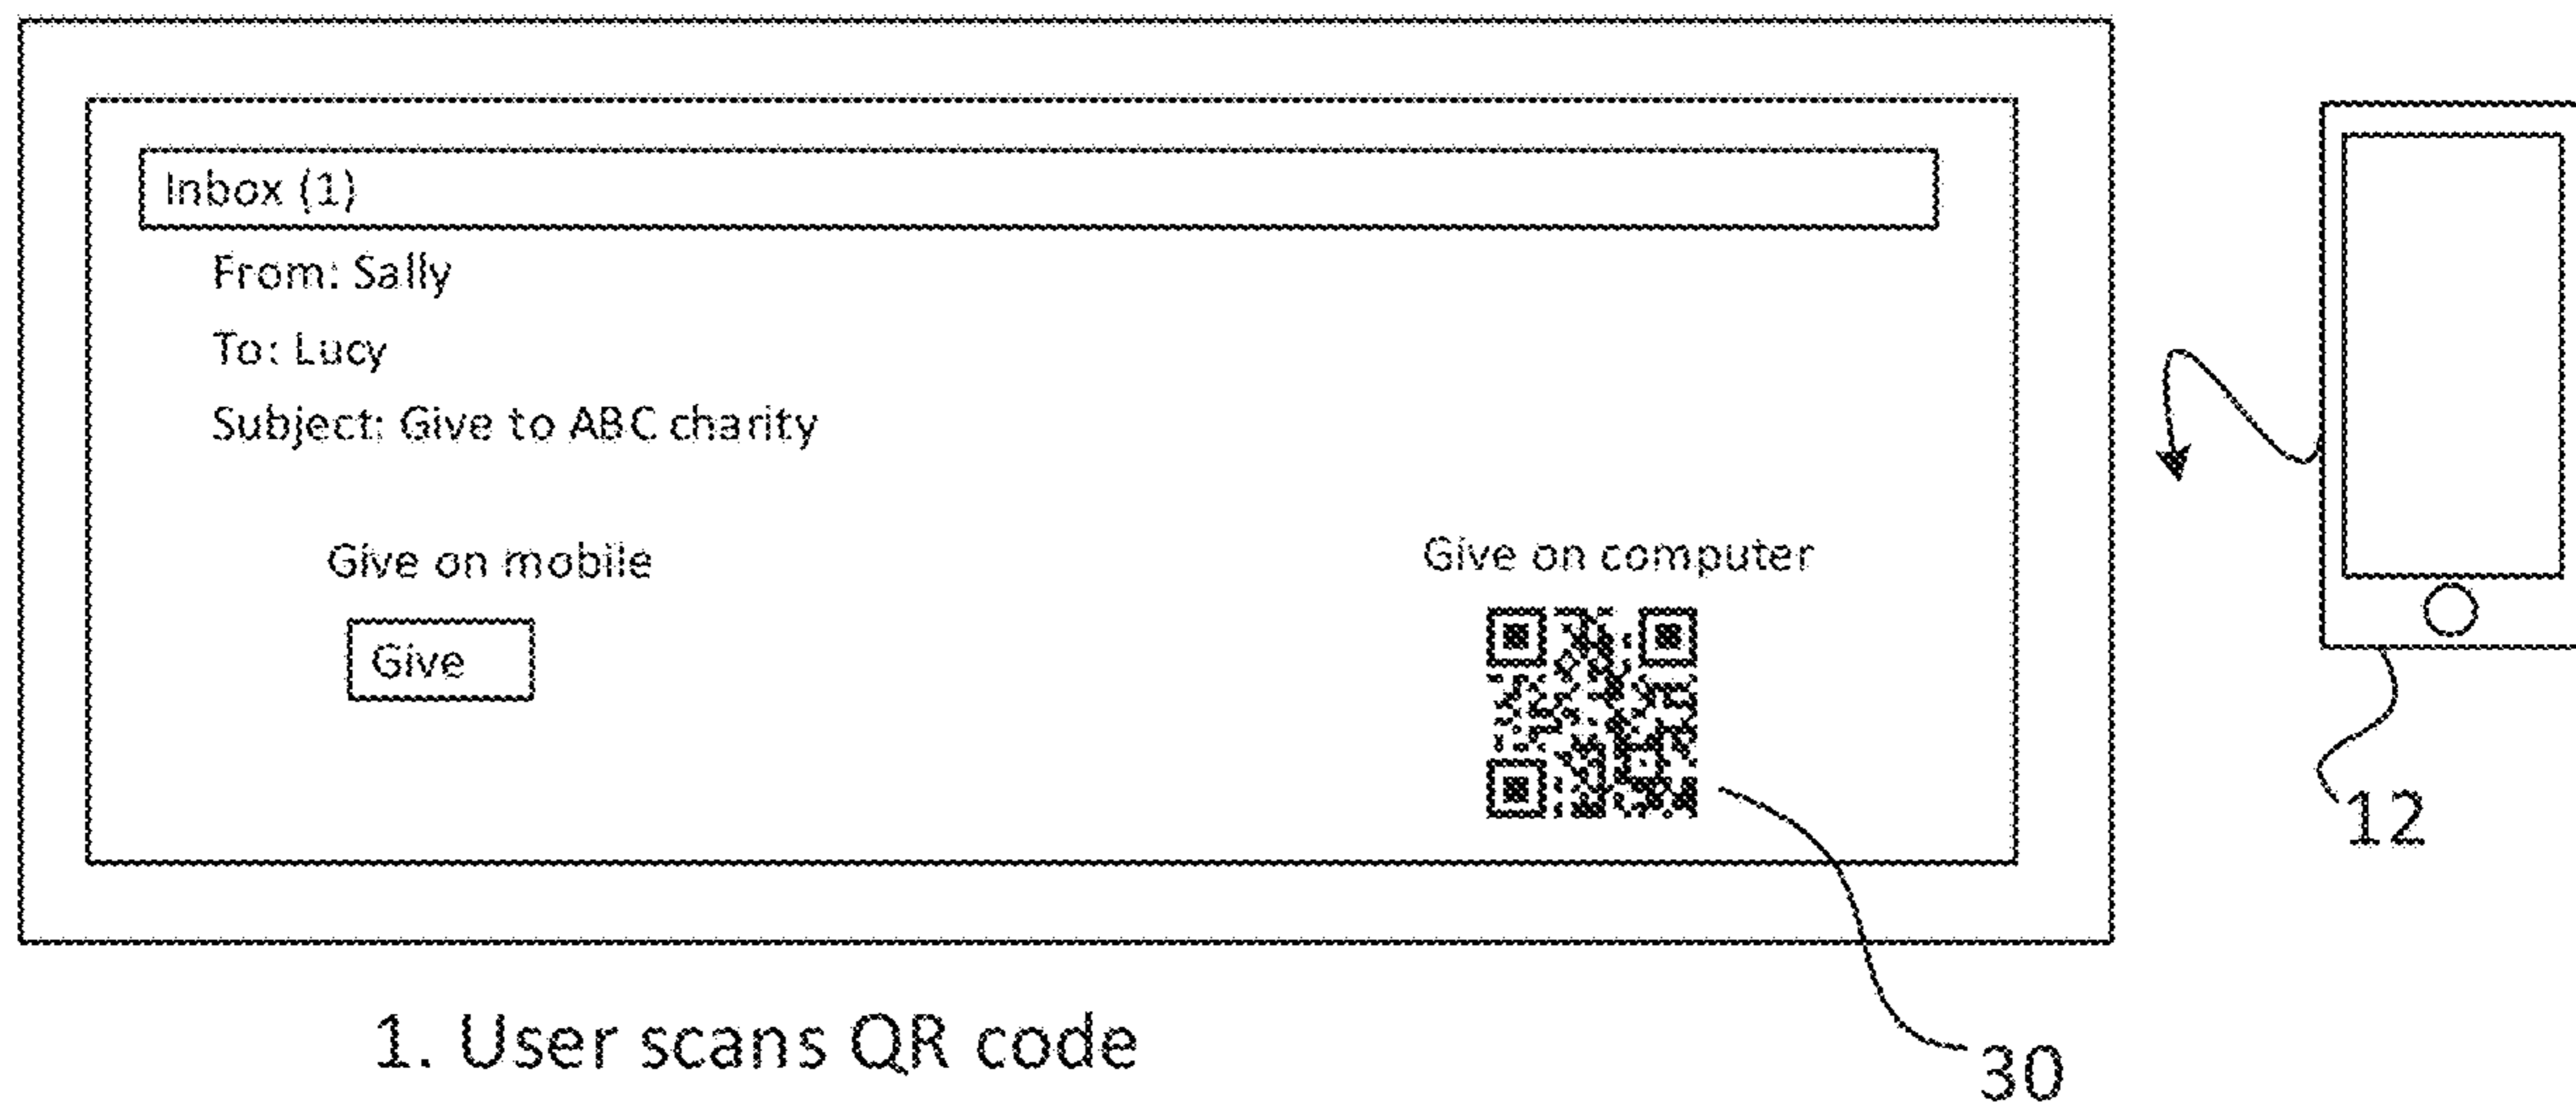 Inbox (1)
From: Sally
To: Lucy
Subject: Give to ABC charity
Give on mobile
Give on computer
Give
12
1. User scans QR code
30